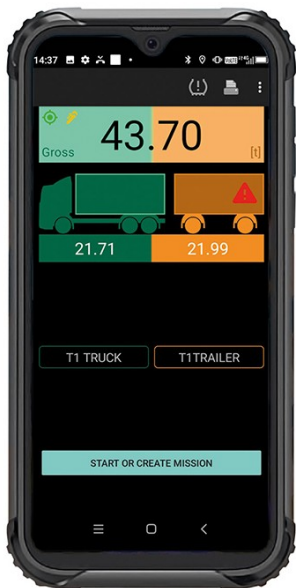 14:37
Gross
43.70
[t]
21.71
21.99
T1 TRUCK
T1TRAILER
START OR CREATE MISSION